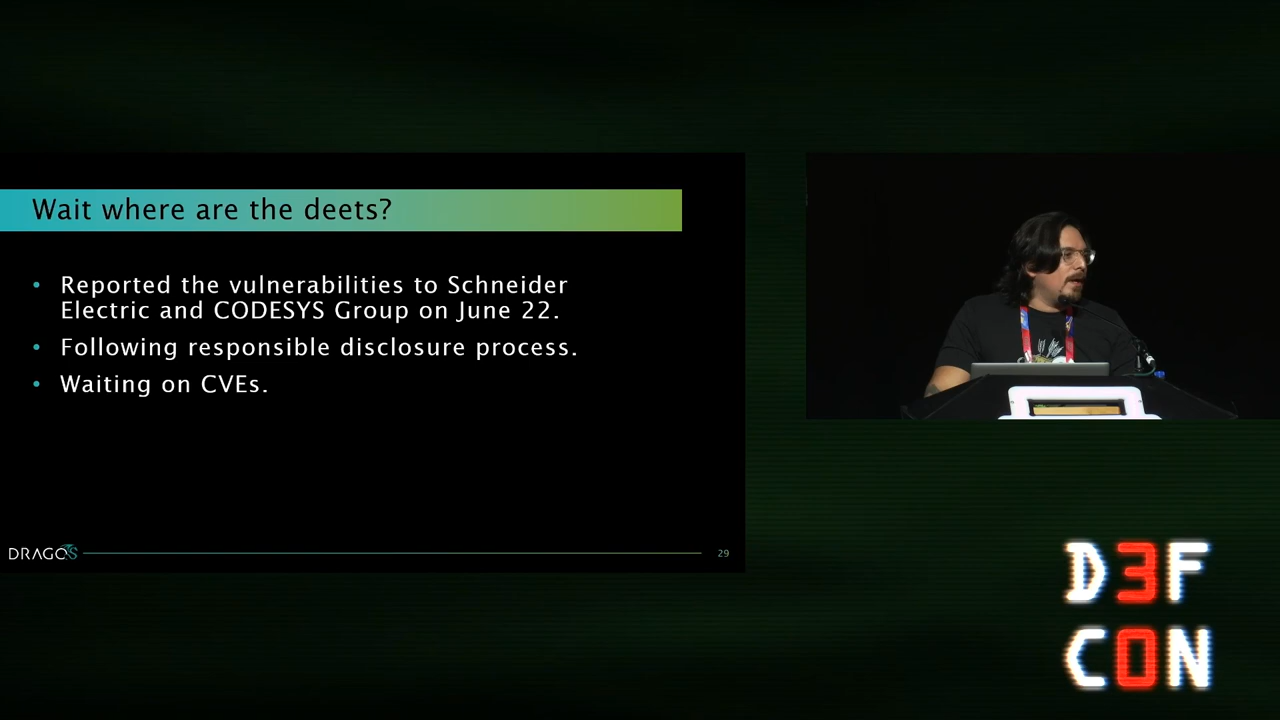 Wait where are the deets?
• Reported the vulnerabilities to Schneider
Electric and CODESYS Group on June 22.
• Following responsible disclosure process.
• Waiting on CVEs.
DRAGOS
29
D3F
C0N